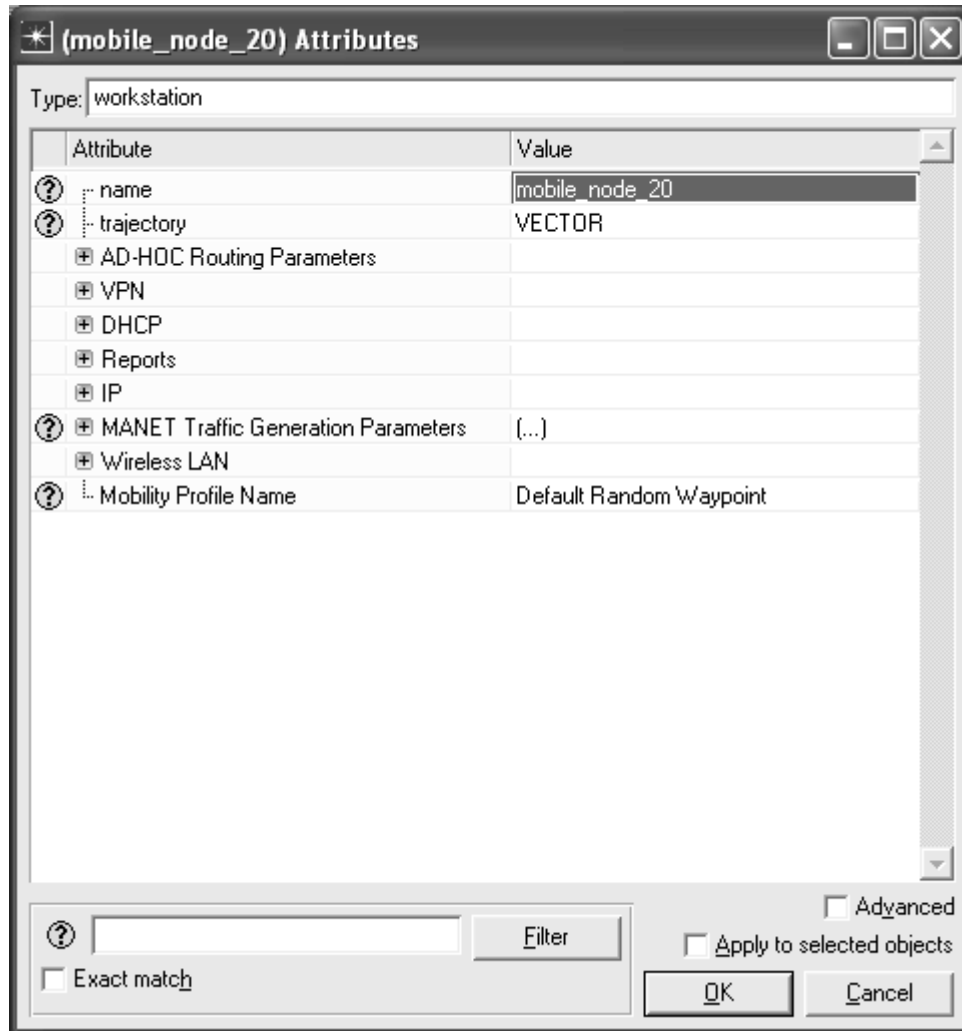 (mobile_node_20) Attributes
Type: workstation
Attribute Value
name mobile_node_20
trajectory VECTOR
AD-HOC Routing Parameters
VPN
DHCP
Reports
IP
MANET Traffic Generation Parameters (...)
Wireless LAN
Mobility Profile Name Default Random Waypoint
Advanced
Filter
Apply to selected objects
Exact match
OK Cancel